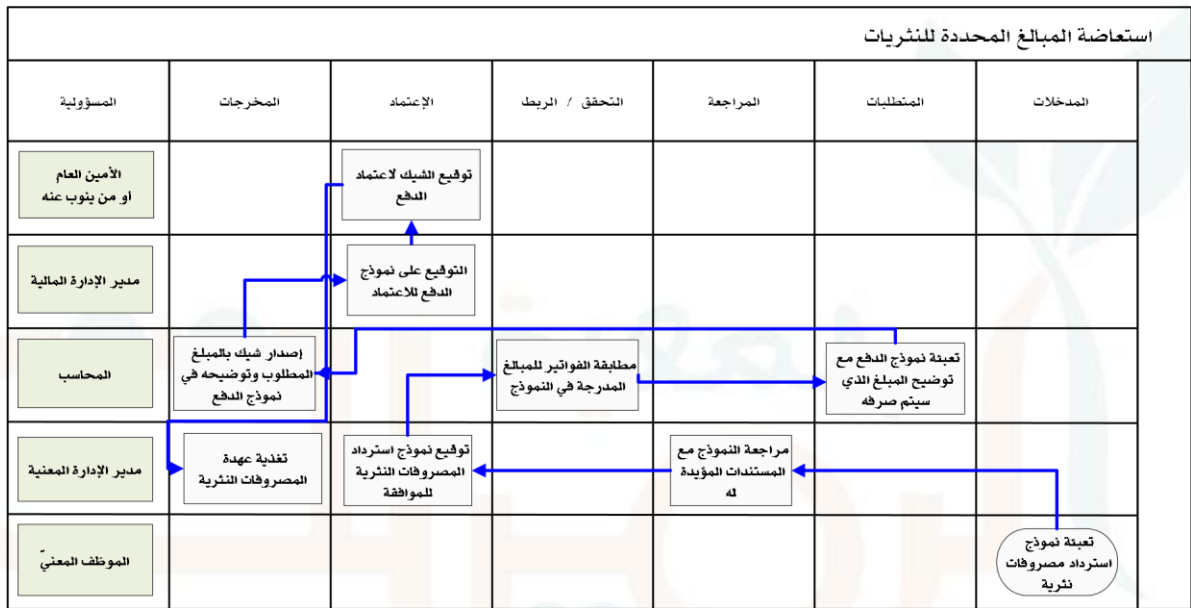 استعاضة المبالغ المحددة للنثريات
المدخلات
المتطلبات
المراجعة
التحقق / الربط
الإعتماد
المخرجات
المسؤولية
توقيع الشيك لاعتماد
الدفع
الأمين العام
او من ينوب عنه
التوقيع على نموذج
الدفع للاعتماد
مدير الإدارة المالية
تعبئة نموذج الدفع مع
توضيح المبلغ الذي
سيتم صرفه
مطابقة الفواتير للمبالغ
المدرجة في النموذج
إصدار شيك بالمبلغ
المطلوب وتوضيحه في
نموذج الدفع
المحاسب
مراجعة النموذج مع
المستندات المؤيدة
له
توقيع نموذج استرداد
المصروفات النثرية
للموافقة
تغذية عهدة
المصروفات النثرية
مدير الإدارة المعنية
تعبئة نموذج
استرداد مصروفات
نثرية
الموظف المعنيّ